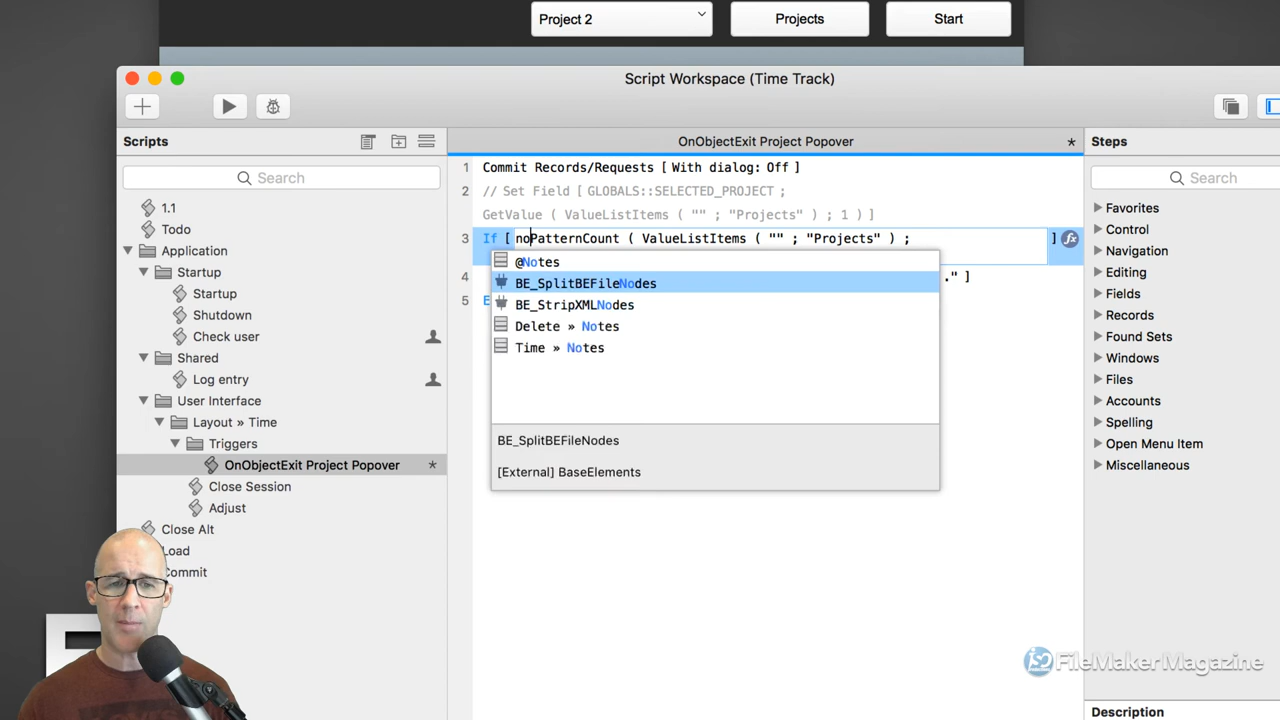 Project 2
Projects
Start
Script Workspace (Time Track)
Scripts
OnObjectExit Project Popover
*
Steps
Search
Search
1.1
Todo
Application
Startup
Startup
Shutdown
Check user
Shared
Log entry
User Interface
Layout » Time
Triggers
OnObjectExit Project Popover *
Close Session
Adjust
Close Alt
Load
Commit
1 Commit Records/Requests [ With dialog: Off ]
2 // Set Field [ GLOBALS::SELECTED_PROJECT ;
GetValue ( ValueListItems ( "" ; "Projects" ) ; 1 ) ]
3 If [ noPatternCount ( ValueListItems ( "" ; "Projects" ) ; ]
4 ." ]
5 E
@Notes
BE_SplitBEFileNodes
BE_StripXMLNodes
Delete » Notes
Time » Notes
BE_SplitBEFileNodes
[External] BaseElements
Favorites
Control
Navigation
Editing
Fields
Records
Found Sets
Windows
Files
Accounts
Spelling
Open Menu Item
Miscellaneous
Description
FileMaker Magazine